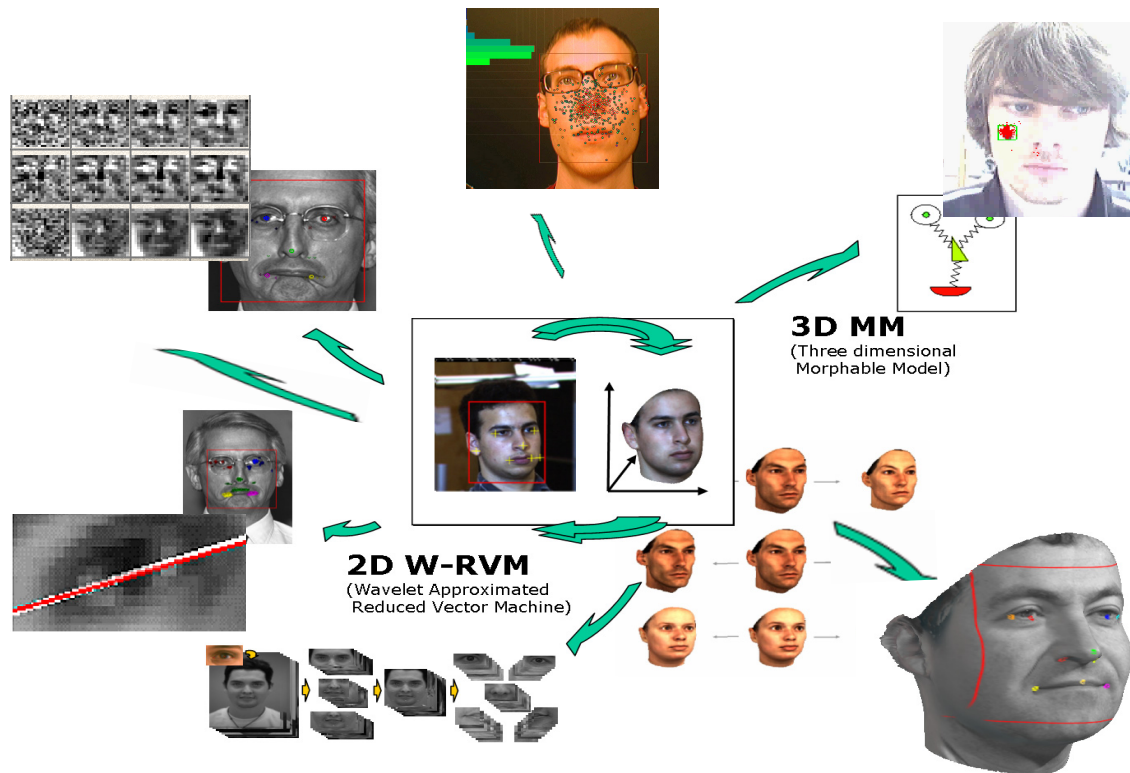 3D MM
(Three dimensional
Morphable Model)
2D W-RVM
(Wavelet Approximated
Reduced Vector Machine)